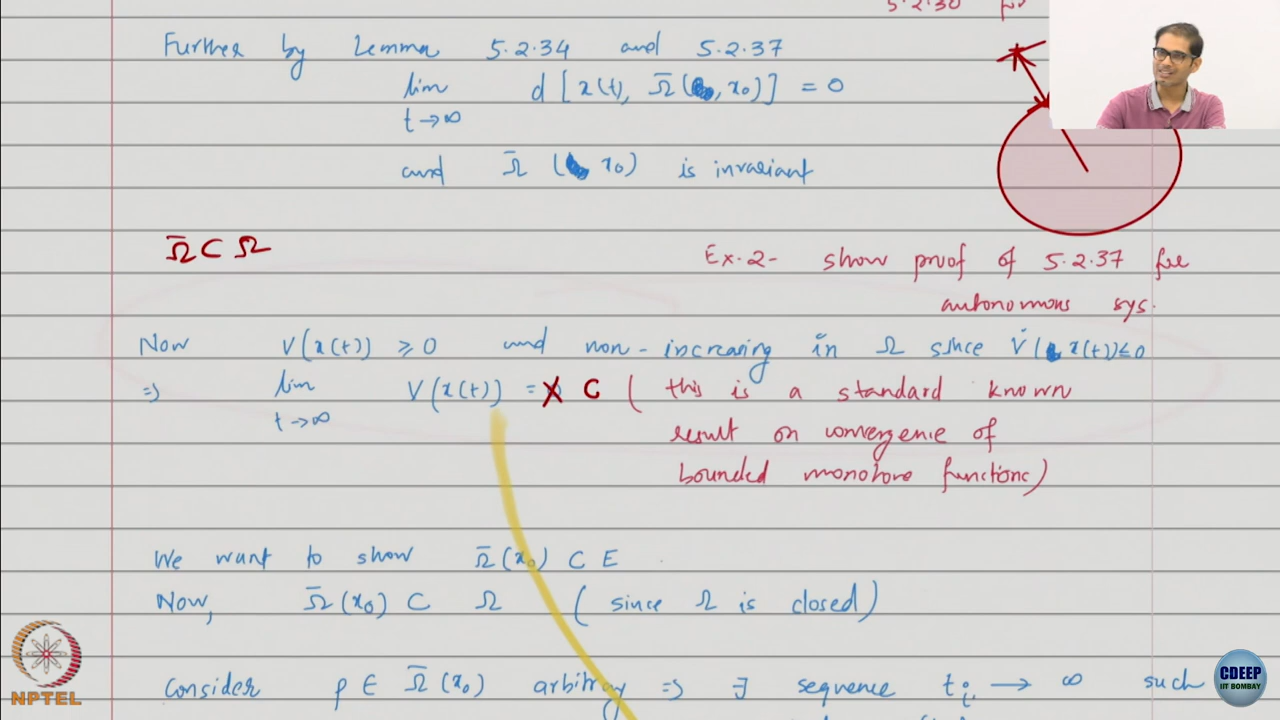 5.2.30
Further by Lemma 5.2.34 and 5.2.37
lim d [x(t), Ω̄( , x₀)] = 0
t→∞
and Ω̄ ( x₀) is invariant
Ω̄ ⊂ Ω
Ex. 2- show proof of 5.2.37 for
autonomous sys.
Now V(x(t)) ≥ 0 and non-increasing in Ω since V̇( x(t)) ≤ 0
⇒ lim V(x(t)) = C ( this is a standard known
t→∞
result on convergence of
bounded monotone functions)
We want to show Ω̄(x₀) ⊂ E
Now, Ω̄(x₀) ⊂ Ω ( since Ω is closed)
Consider p ∈ Ω̄(x₀) arbitrary ⇒ ∃ sequence tᵢ → ∞ such
NPTEL
CDEEP
IIT BOMBAY